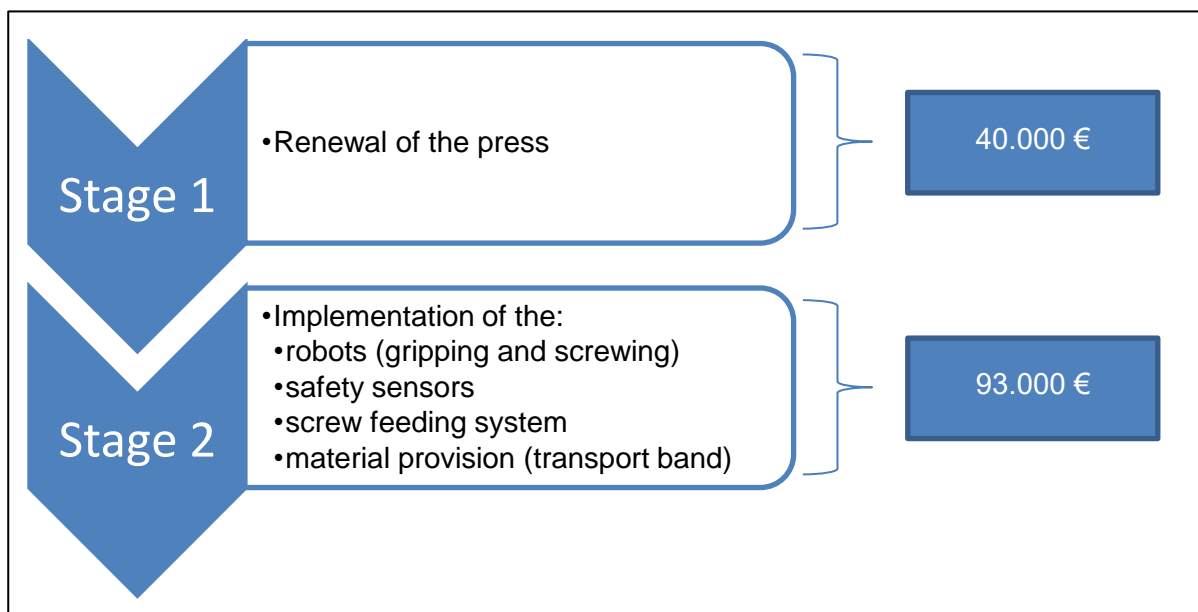 Stage 1
•Renewal of the press
40.000 €
Stage 2
•Implementation of the:
•robots (gripping and screwing)
•safety sensors
•screw feeding system
•material provision (transport band)
93.000 €